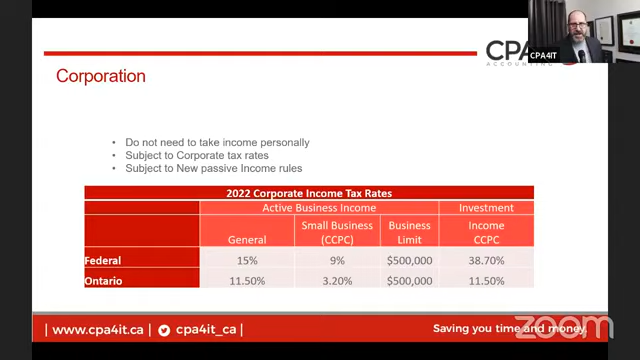 CPA
ACCOUNTING
CPA4IT
Corporation
• Do not need to take income personally
• Subject to Corporate tax rates
• Subject to New passive Income rules
2022 Corporate Income Tax Rates
Active Business Income Investment
General Small Business (CCPC) Business Limit Income CCPC
Federal 15% 9% $500,000 38.70%
Ontario 11.50% 3.20% $500,000 11.50%
| www.cpa4it.ca | cpa4it_ca | Saving you time and money.
zoom